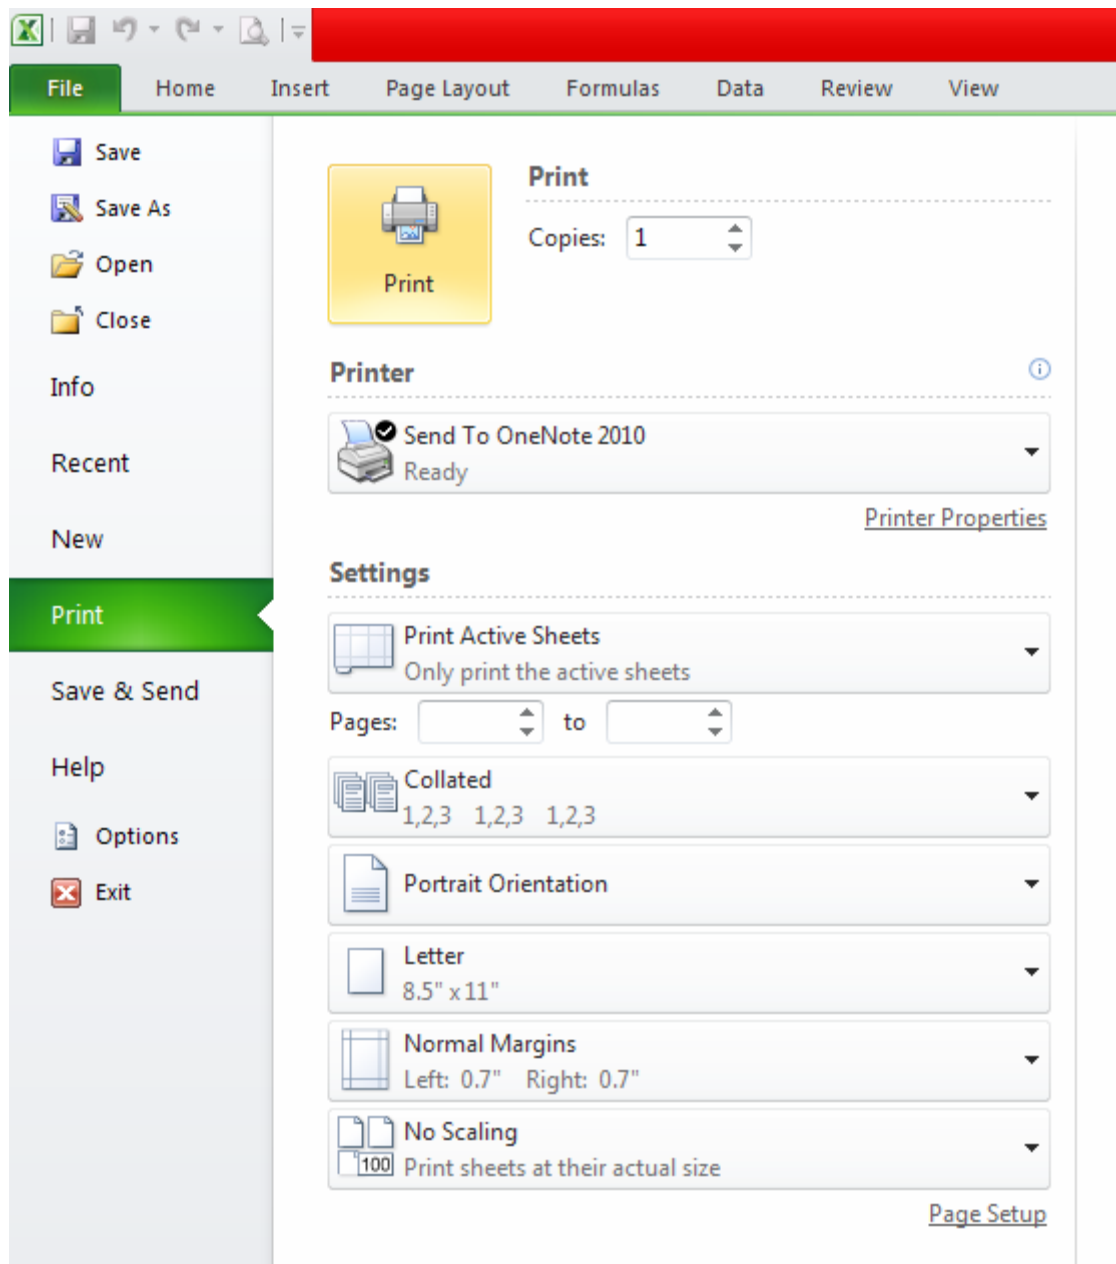 File Home Insert Page Layout Formulas Data Review View
Save
Save As
Open
Close
Info
Recent
New
Print
Save & Send
Help
Options
Exit
Print
Print
Copies: 1
Printer
Send To OneNote 2010
Ready
Printer Properties
Settings
Print Active Sheets
Only print the active sheets
Pages: to
Collated
1,2,3 1,2,3 1,2,3
Portrait Orientation
Letter
8.5" x 11"
Normal Margins
Left: 0.7" Right: 0.7"
No Scaling
100 Print sheets at their actual size
Page Setup